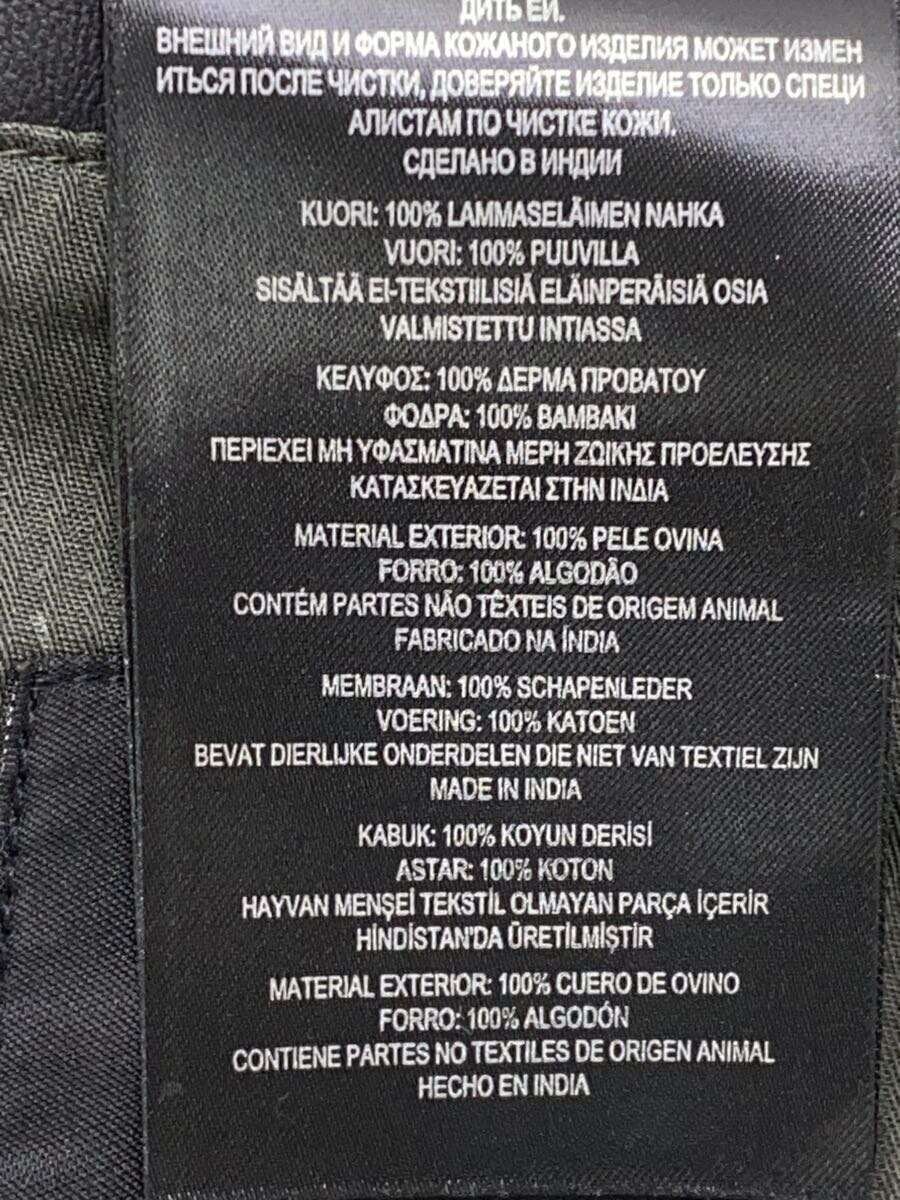 ДИТЬ ЕЙ.
ВНЕШНИЙ ВИД И ФОРМА КОЖАНОГО ИЗДЕЛИЯ МОЖЕТ ИЗМЕН
ИТЬСЯ ПОСЛЕ ЧИСТКИ, ДОВЕРЯЙТЕ ИЗДЕЛИЕ ТОЛЬКО СПЕЦИ
АЛИСТАМ ПО ЧИСТКЕ КОЖИ.
СДЕЛАНО В ИНДИИ
KUORI: 100% LAMMASELÄIMEN NAHKA
VUORI: 100% PUUVILLA
SISÄLTÄÄ EI-TEKSTIILISIÄ ELÄINPERÄISIÄ OSIA
VALMISTETTU INTIASSA
ΚΕΛΥΦΟΣ: 100% ΔΕΡΜΑ ΠΡΟΒΑΤΟΥ
ΦΟΔΡΑ: 100% ΒΑΜΒΑΚΙ
ΠΕΡΙΕΧΕΙ ΜΗ ΥΦΑΣΜΑΤΙΝΑ ΜΕΡΗ ΖΩΙΚΗΣ ΠΡΟΕΛΕΥΣΗΣ
ΚΑΤΑΣΚΕΥΑΖΕΤΑΙ ΣΤΗΝ ΙΝΔΙΑ
MATERIAL EXTERIOR: 100% PELE OVINA
FORRO: 100% ALGODÃO
CONTÉM PARTES NÃO TÊXTEIS DE ORIGEM ANIMAL
FABRICADO NA ÍNDIA
MEMBRAAN: 100% SCHAPENLEDER
VOERING: 100% KATOEN
BEVAT DIERLIJKE ONDERDELEN DIE NIET VAN TEXTIEL ZIJN
MADE IN INDIA
KABUK: 100% KOYUN DERİSİ
ASTAR: 100% KOTON
HAYVAN MENŞEİ TEKSTİL OLMAYAN PARÇA İÇERİR
HİNDİSTAN'DA ÜRETİLMİŞTİR
MATERIAL EXTERIOR: 100% CUERO DE OVINO
FORRO: 100% ALGODÓN
CONTIENE PARTES NO TEXTILES DE ORIGEN ANIMAL
HECHO EN INDIA